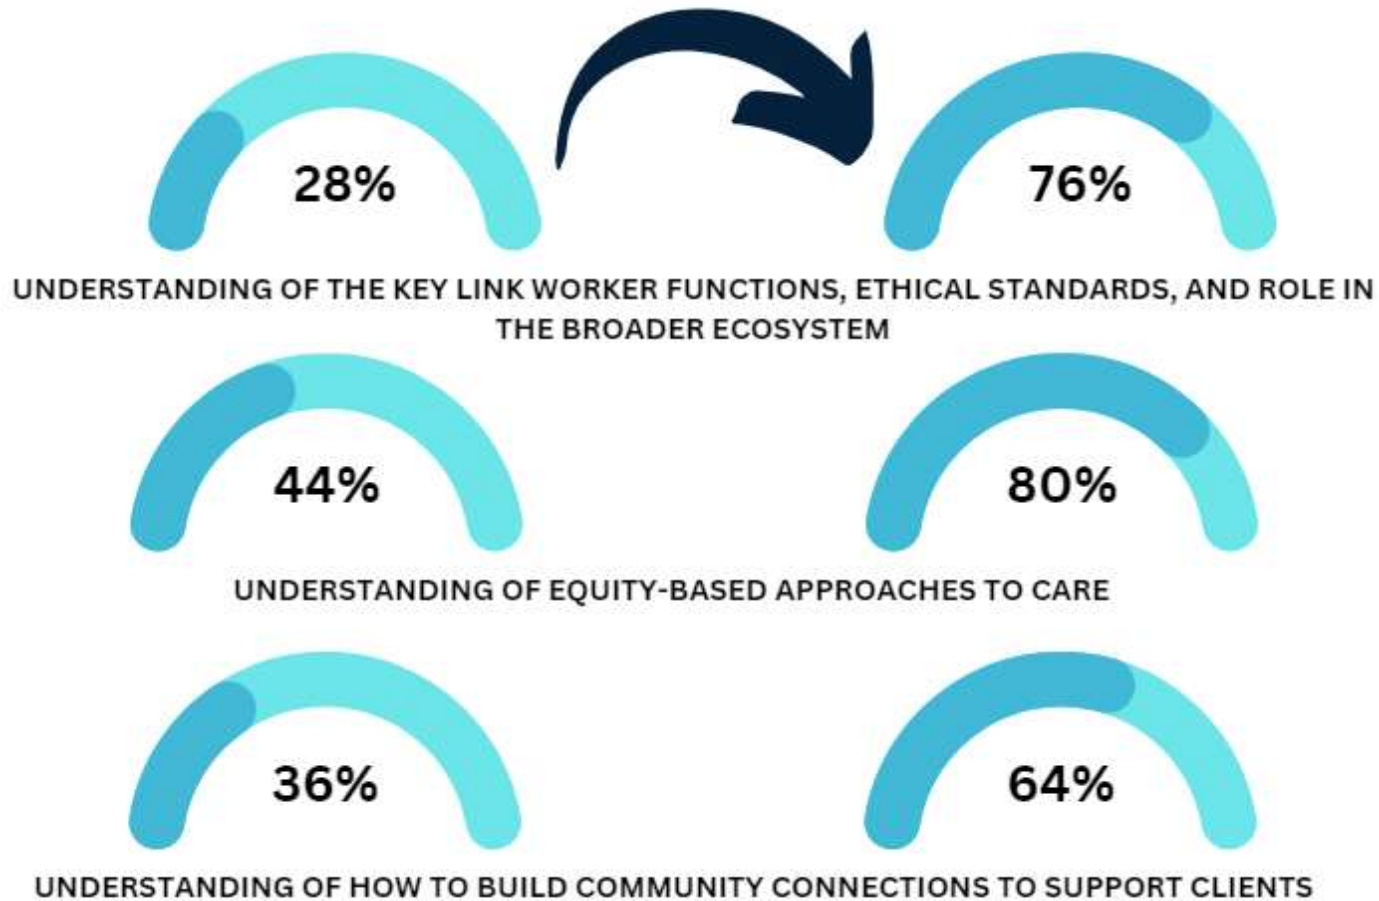 28%
76%
UNDERSTANDING OF THE KEY LINK WORKER FUNCTIONS, ETHICAL STANDARDS, AND ROLE IN
THE BROADER ECOSYSTEM
44%
80%
UNDERSTANDING OF EQUITY-BASED APPROACHES TO CARE
36%
64%
UNDERSTANDING OF HOW TO BUILD COMMUNITY CONNECTIONS TO SUPPORT CLIENTS